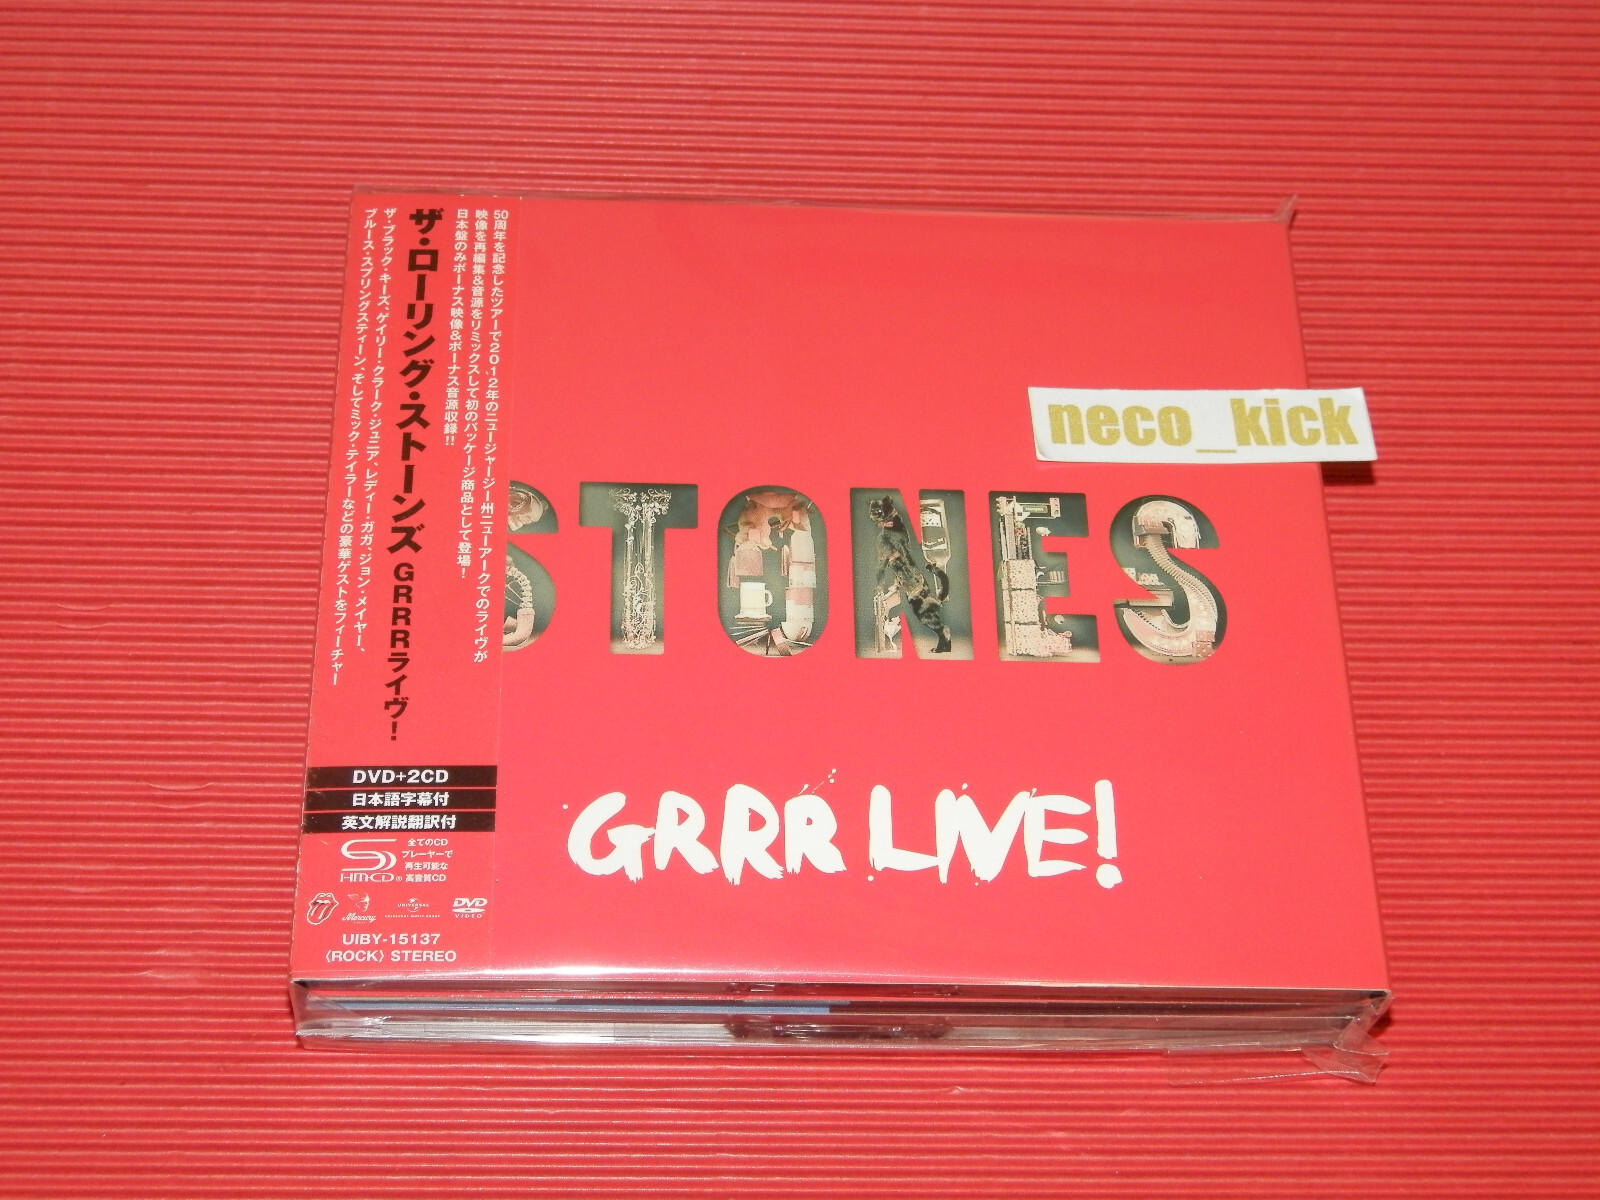 50周年を記念したツアーで2012年のニュージャージー州ニューアークでのライヴが
映像を再編集&音源をリミックスして初のパッケージ商品として登場!
日本盤のみボーナス映像&ボーナス音源収録!!
ザ・ローリング・ストーンズ GRRRライヴ!
ザ・ブラック・キーズ、ゲイリー・クラーク・ジュニア、レディー・ガガ、ジョン・メイヤー、
ブルース・スプリングスティーン、そしてミック・テイラーなどの豪華ゲストをフィーチャー
DVD+2CD
日本語字幕付
英文解説翻訳付
SHM-CD®
全てのCD
プレーヤーで
再生可能な
高音質CD
Mercury
UNIVERSAL
UNIVERSAL MUSIC GROUP
DVD
VIDEO
UIBY-15137
〈ROCK〉 STEREO
neco_kick
STONES
GRRR LIVE!